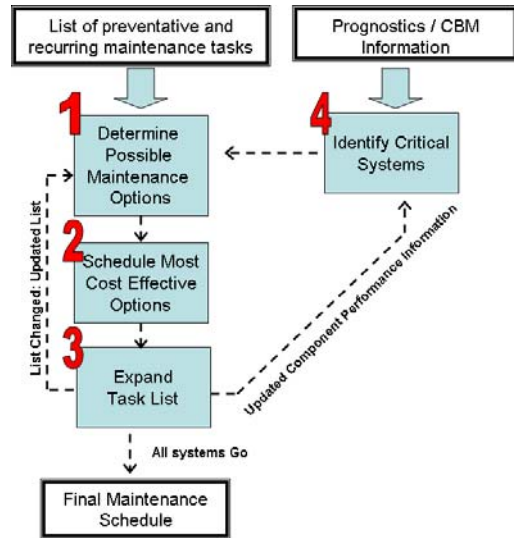 List of preventative and
recurring maintenance tasks
Prognostics / CBM
Information
1
Determine
Possible
Maintenance
Options
4
Identify Critical
Systems
2
Schedule Most
Cost Effective
Options
3
Expand
Task List
List Changed: Updated List
Updated Component Performance Information
All systems Go
Final Maintenance
Schedule